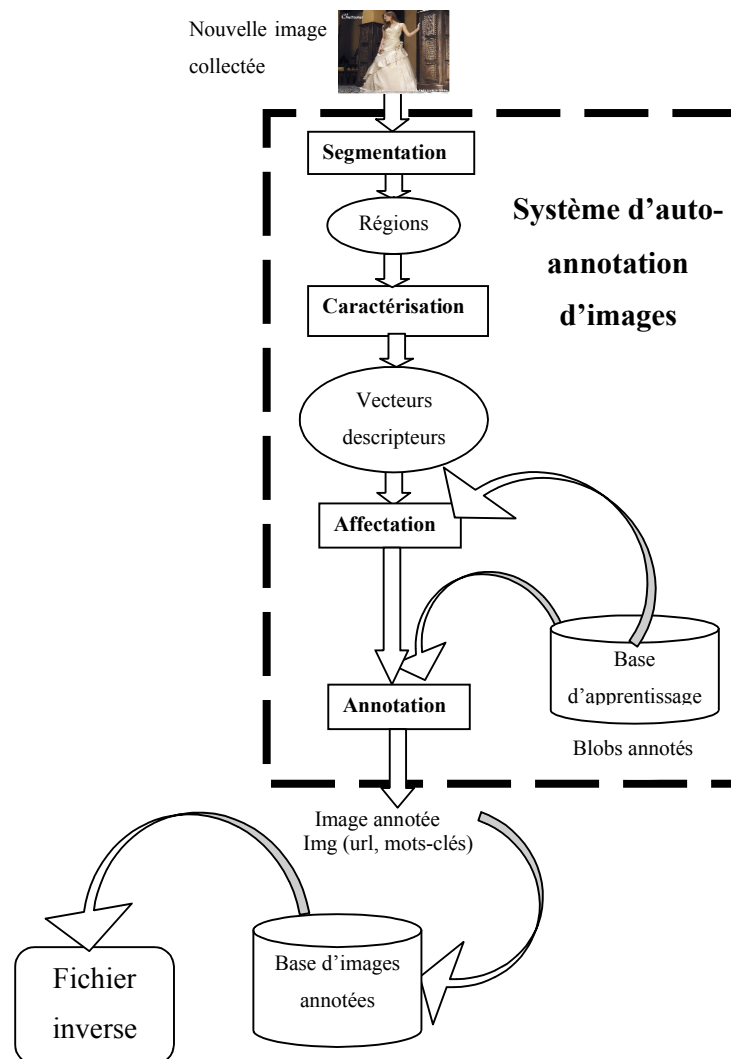 Nouvelle image
collectée
Segmentation
Régions
Système d'auto-
annotation
d'images
Caractérisation
Vecteurs
descripteurs
Affectation
Base
d'apprentissage
Annotation
Blobs annotés
Image annotée
Img (url, mots-clés)
Base d'images
annotées
Fichier
inverse